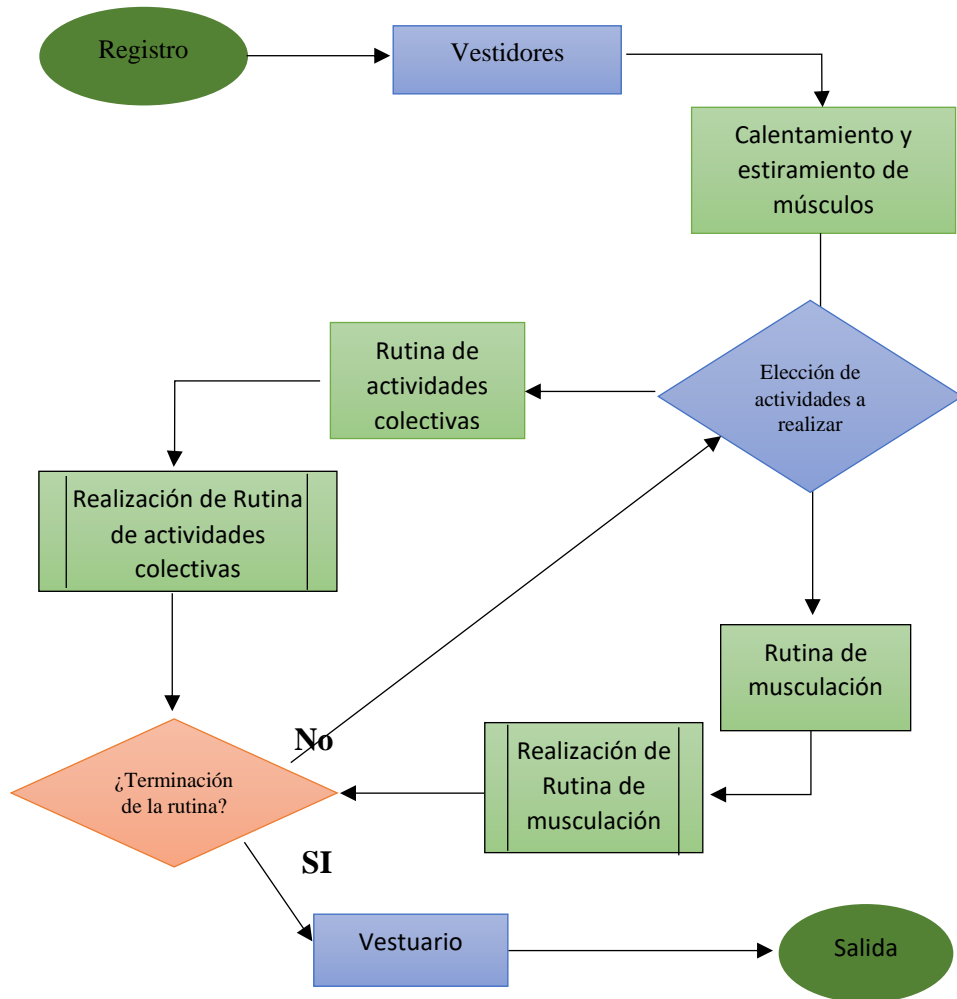 Registro
Vestidores
Calentamiento y
estiramiento de
músculos
Elección de
actividades a
realizar
Rutina de
actividades
colectivas
Realización de Rutina
de actividades
colectivas
Rutina de
musculación
Realización de
Rutina de
musculación
¿Terminación
de la rutina?
No
SI
Vestuario
Salida